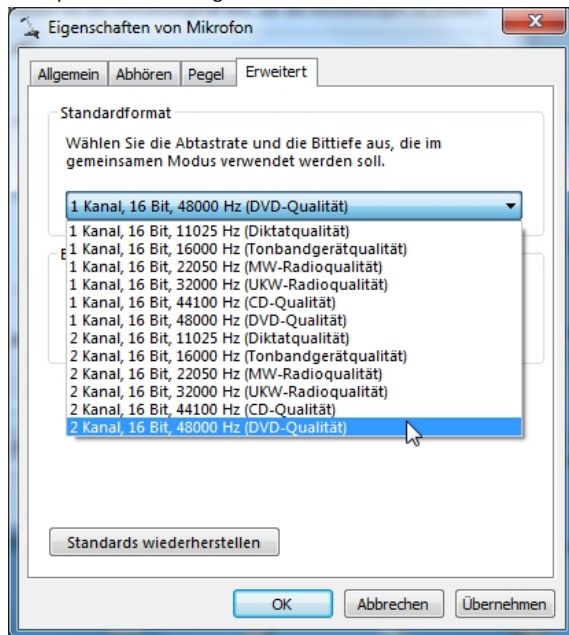 Eigenschaften von Mikrofon
Allgemein Abhören Pegel Erweitert
Standardformat
Wählen Sie die Abtastrate und die Bittiefe aus, die im
gemeinsamen Modus verwendet werden soll.
1 Kanal, 16 Bit, 48000 Hz (DVD-Qualität)
1 Kanal, 16 Bit, 11025 Hz (Diktatqualität)
1 Kanal, 16 Bit, 16000 Hz (Tonbandgerätqualität)
1 Kanal, 16 Bit, 22050 Hz (MW-Radioqualität)
1 Kanal, 16 Bit, 32000 Hz (UKW-Radioqualität)
1 Kanal, 16 Bit, 44100 Hz (CD-Qualität)
1 Kanal, 16 Bit, 48000 Hz (DVD-Qualität)
2 Kanal, 16 Bit, 11025 Hz (Diktatqualität)
2 Kanal, 16 Bit, 16000 Hz (Tonbandgerätqualität)
2 Kanal, 16 Bit, 22050 Hz (MW-Radioqualität)
2 Kanal, 16 Bit, 32000 Hz (UKW-Radioqualität)
2 Kanal, 16 Bit, 44100 Hz (CD-Qualität)
2 Kanal, 16 Bit, 48000 Hz (DVD-Qualität)
Standards wiederherstellen
OK Abbrechen Übernehmen